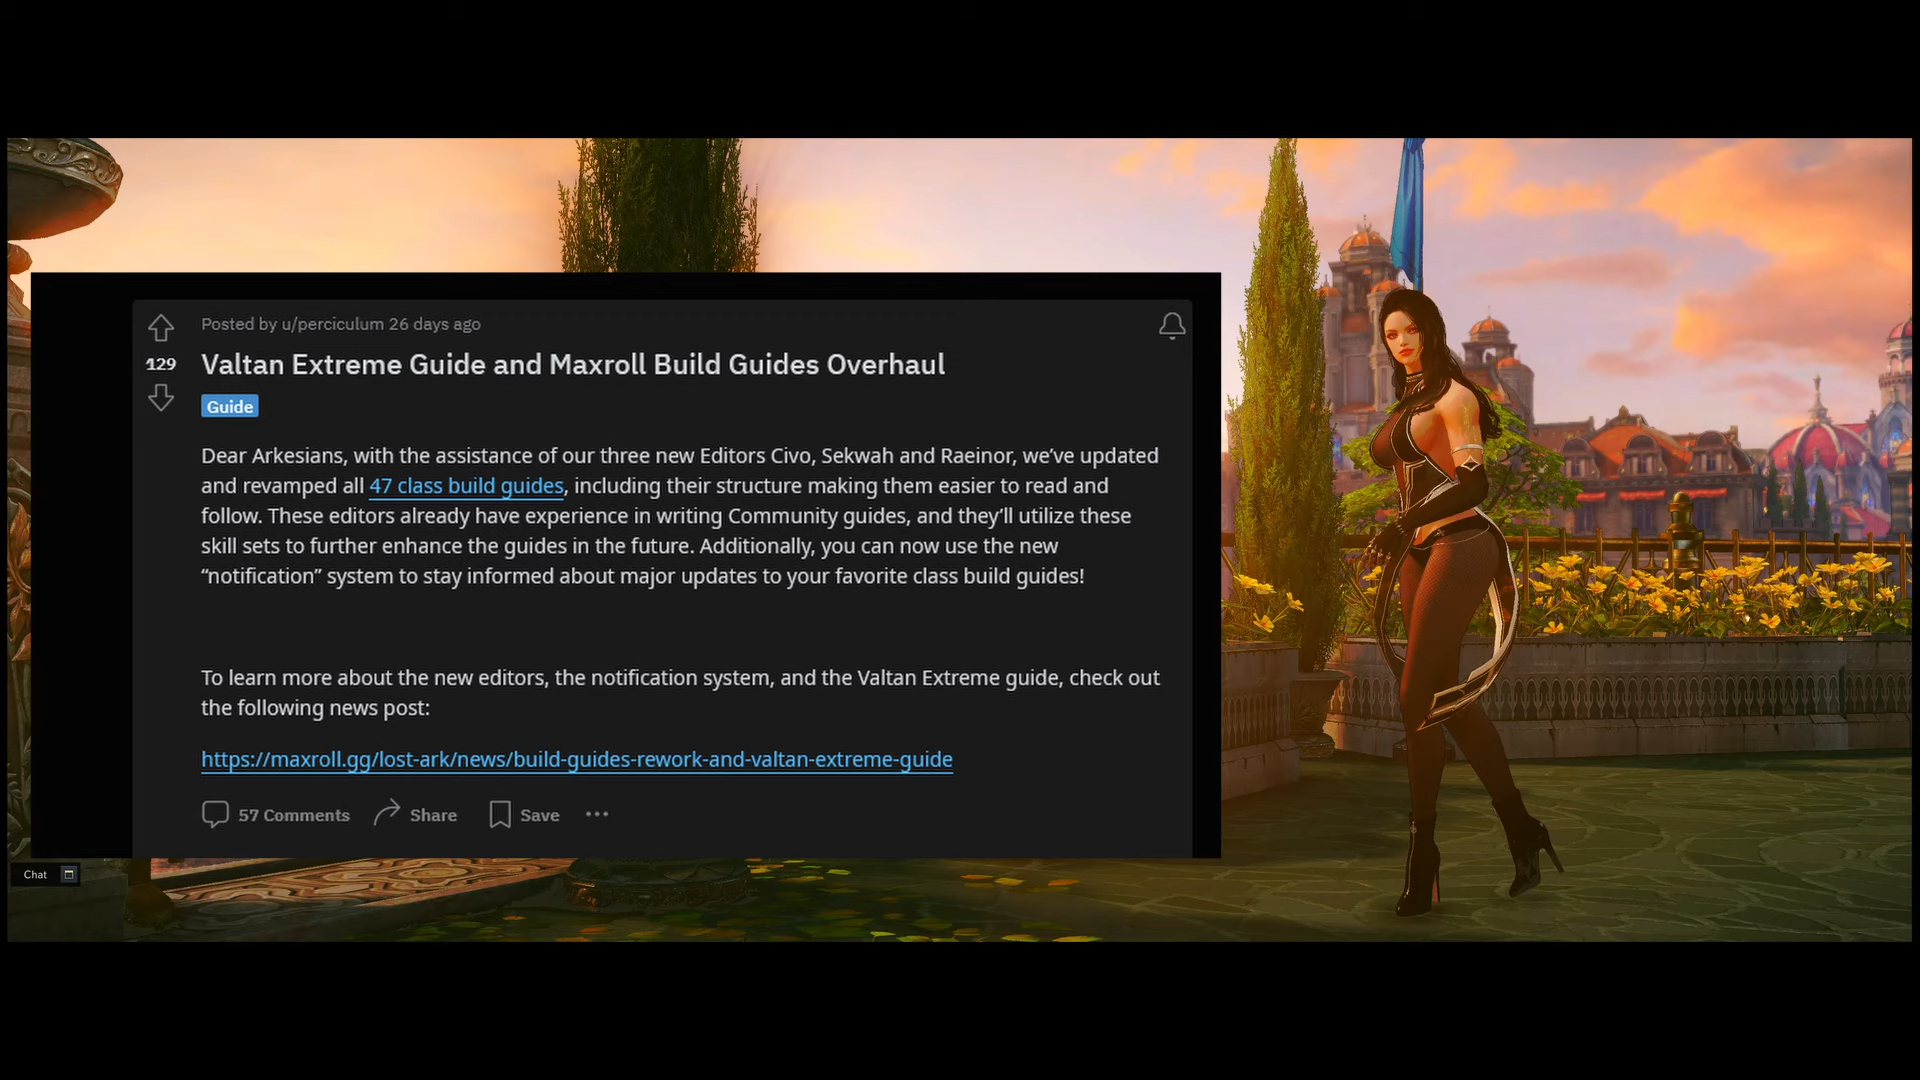 Posted by u/perciculum 26 days ago
129
Valtan Extreme Guide and Maxroll Build Guides Overhaul
Guide
Dear Arkesians, with the assistance of our three new Editors Civo, Sekwah and Raeinor, we’ve updated
and revamped all 47 class build guides, including their structure making them easier to read and
follow. These editors already have experience in writing Community guides, and they’ll utilize these
skill sets to further enhance the guides in the future. Additionally, you can now use the new
“notification” system to stay informed about major updates to your favorite class build guides!
To learn more about the new editors, the notification system, and the Valtan Extreme guide, check out
the following news post:
https://maxroll.gg/lost-ark/news/build-guides-rework-and-valtan-extreme-guide
57 Comments Share Save
Chat